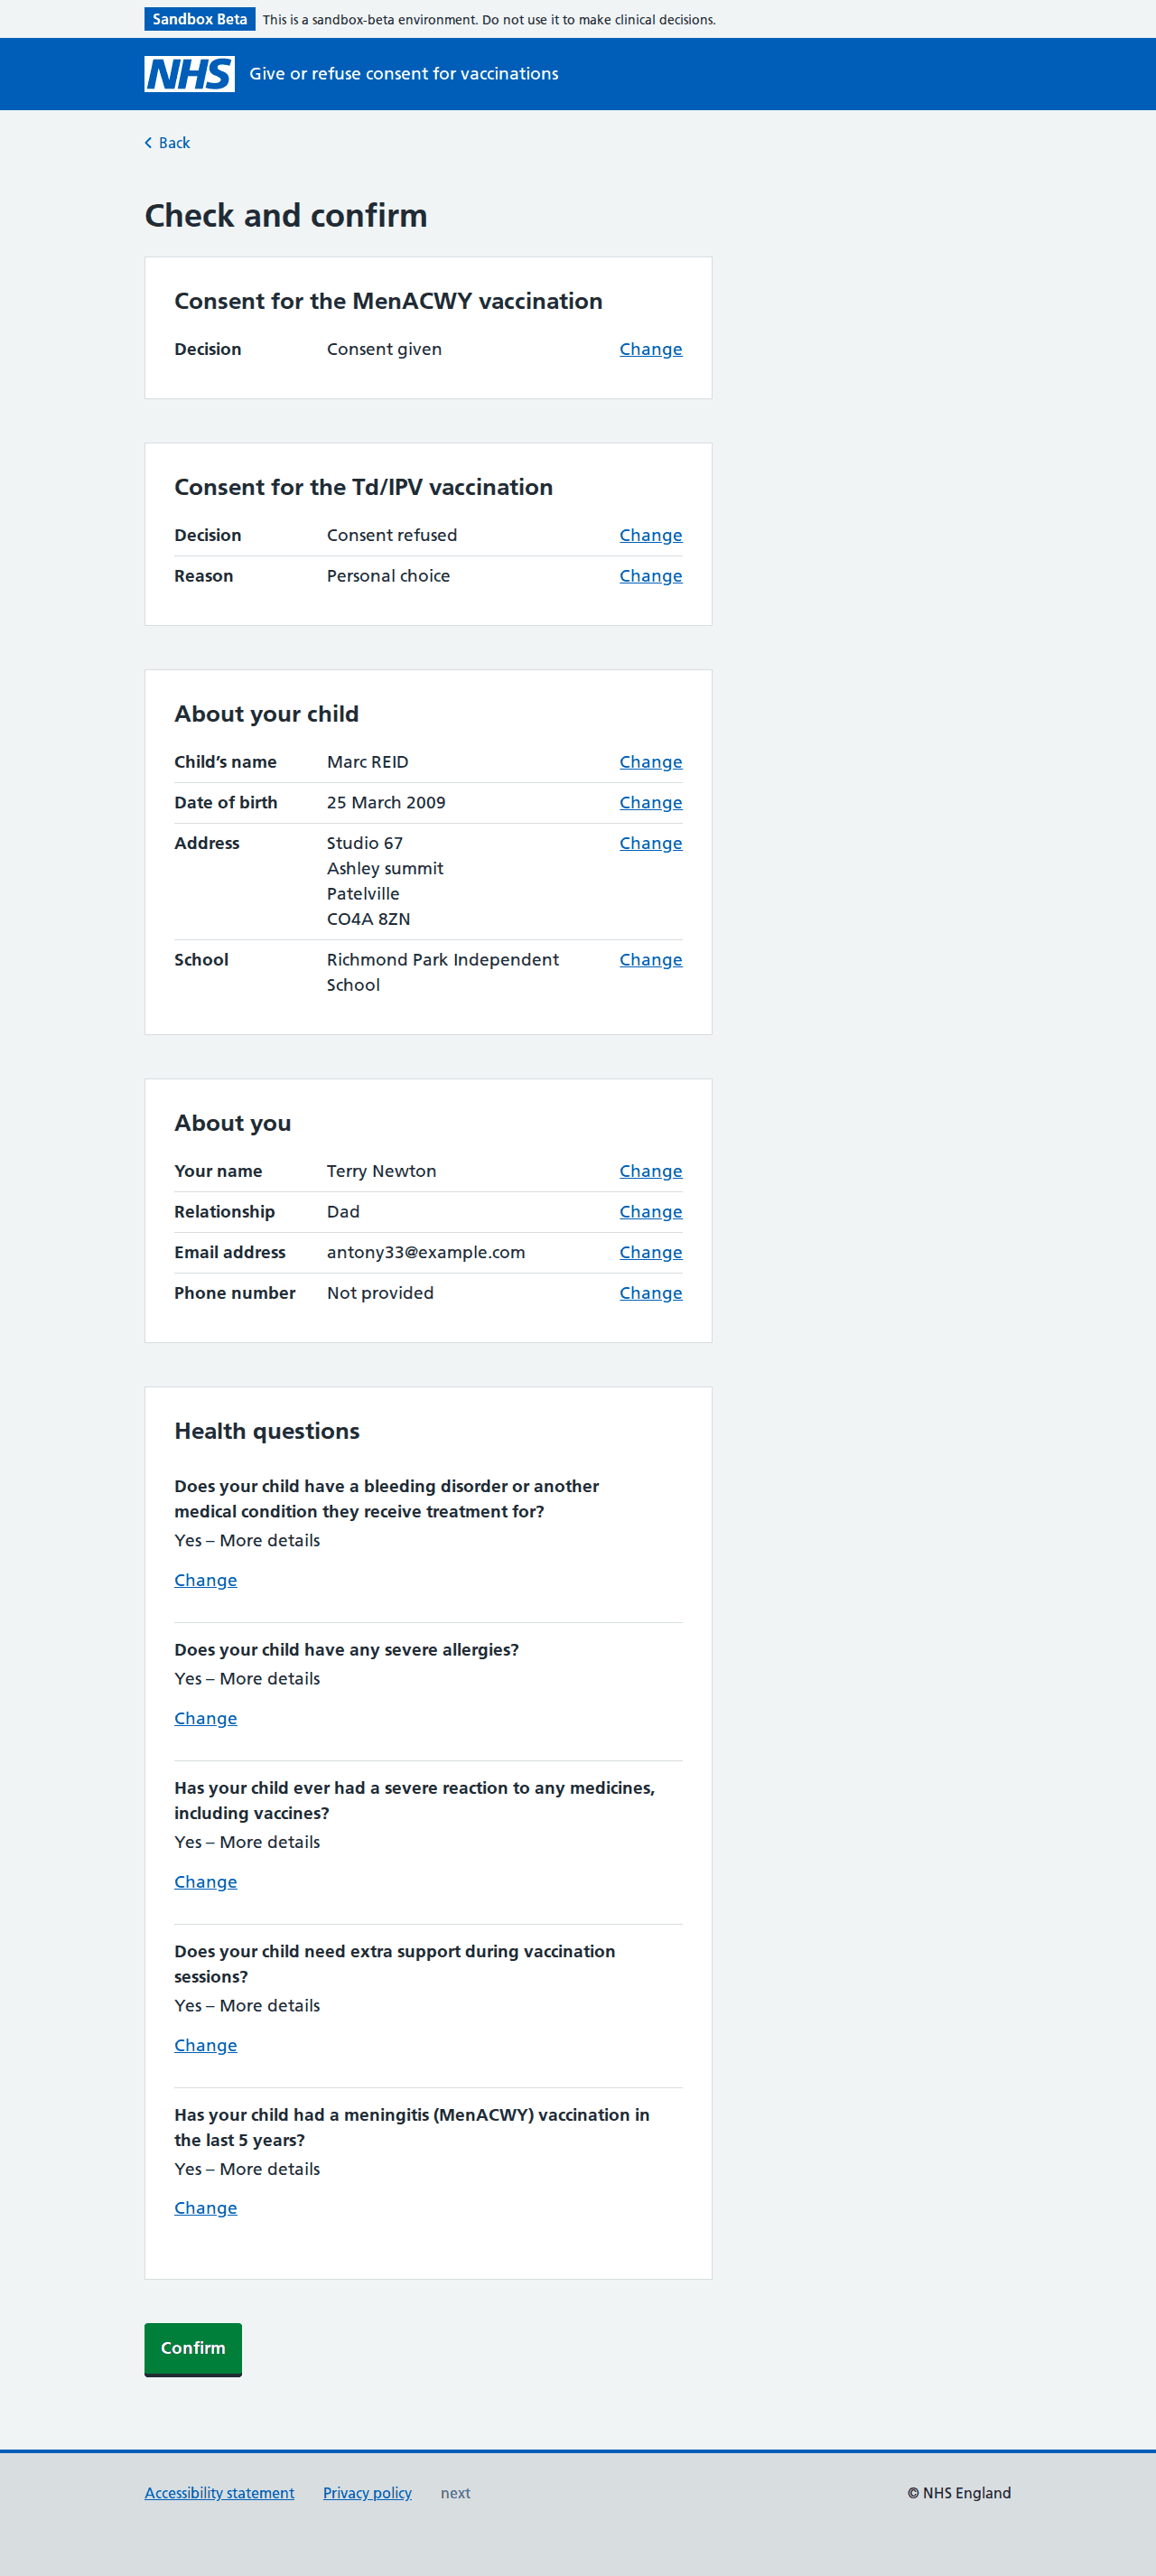 Sandbox Beta This is a sandbox-beta environment. Do not use it to make clinical decisions.
NHS Give or refuse consent for vaccinations
Back
Check and confirm
Consent for the MenACWY vaccination
Decision Consent given Change
Consent for the Td/IPV vaccination
Decision Consent refused Change
Reason Personal choice Change
About your child
Child’s name Marc REID Change
Date of birth 25 March 2009 Change
Address Studio 67 Change
Ashley summit
Patelville
CO4A 8ZN
School Richmond Park Independent Change
School
About you
Your name Terry Newton Change
Relationship Dad Change
Email address antony33@example.com Change
Phone number Not provided Change
Health questions
Does your child have a bleeding disorder or another
medical condition they receive treatment for?
Yes – More details
Change
Does your child have any severe allergies?
Yes – More details
Change
Has your child ever had a severe reaction to any medicines,
including vaccines?
Yes – More details
Change
Does your child need extra support during vaccination
sessions?
Yes – More details
Change
Has your child had a meningitis (MenACWY) vaccination in
the last 5 years?
Yes – More details
Change
Confirm
Accessibility statement Privacy policy next © NHS England